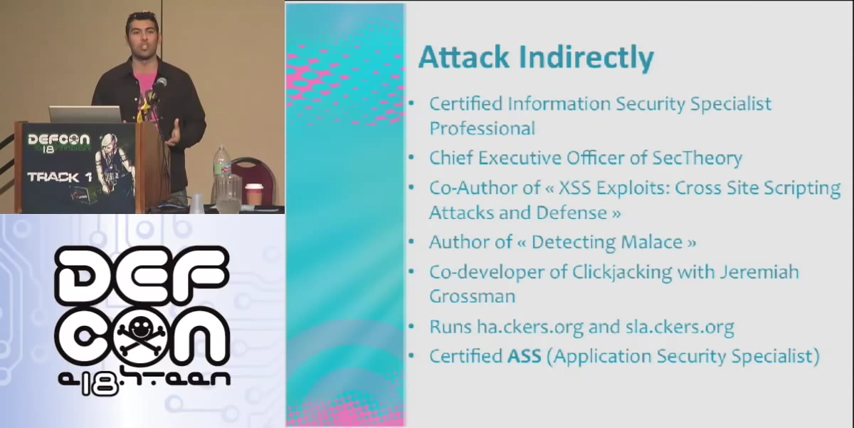 DEFCON
18
TRACK 1
DEF
CON
e18hteen
Attack Indirectly
• Certified Information Security Specialist
Professional
• Chief Executive Officer of SecTheory
• Co-Author of « XSS Exploits: Cross Site Scripting
Attacks and Defense »
• Author of « Detecting Malace »
• Co-developer of Clickjacking with Jeremiah
Grossman
• Runs ha.ckers.org and sla.ckers.org
• Certified ASS (Application Security Specialist)